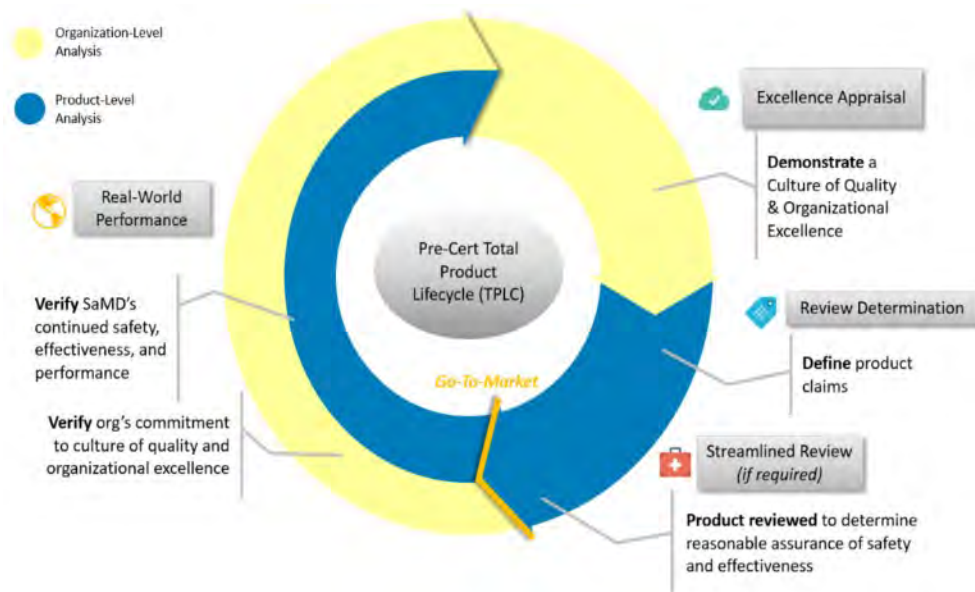 Organization-Level
Analysis
Product-Level
Analysis
Excellence Appraisal
Demonstrate a
Culture of Quality
& Organizational
Excellence
Real-World
Performance
Pre-Cert Total
Product
Lifecycle (TPLC)
Verify SaMD's
continued safety,
effectiveness, and
performance
Review Determination
Define product
claims
Go-To-Market
Verify org's commitment
to culture of quality and
organizational excellence
Streamlined Review
(if required)
Product reviewed to determine
reasonable assurance of safety
and effectiveness